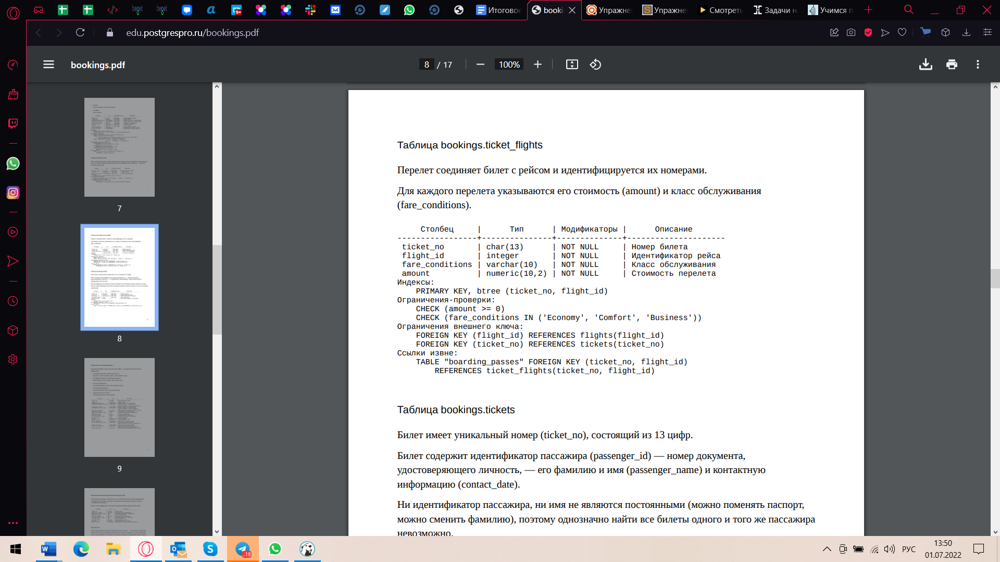 Итогово
booki
Упражне
Упражне
Смотреть
Задачи н
Учимся п
edu.postgrespro.ru/bookings.pdf
bookings.pdf
8 / 17
100%
7
8
9
Таблица bookings.ticket_flights
Перелет соединяет билет с рейсом и идентифицируется их номерами.
Для каждого перелета указываются его стоимость (amount) и класс обслуживания
(fare_conditions).
Столбец | Тип | Модификаторы | Описание
-----------------+---------------+--------------+---------------------
ticket_no | char(13) | NOT NULL | Номер билета
flight_id | integer | NOT NULL | Идентификатор рейса
fare_conditions | varchar(10) | NOT NULL | Класс обслуживания
amount | numeric(10,2) | NOT NULL | Стоимость перелета
Индексы:
PRIMARY KEY, btree (ticket_no, flight_id)
Ограничения-проверки:
CHECK (amount >= 0)
CHECK (fare_conditions IN ('Economy', 'Comfort', 'Business'))
Ограничения внешнего ключа:
FOREIGN KEY (flight_id) REFERENCES flights(flight_id)
FOREIGN KEY (ticket_no) REFERENCES tickets(ticket_no)
Ссылки извне:
TABLE "boarding_passes" FOREIGN KEY (ticket_no, flight_id)
REFERENCES ticket_flights(ticket_no, flight_id)
Таблица bookings.tickets
Билет имеет уникальный номер (ticket_no), состоящий из 13 цифр.
Билет содержит идентификатор пассажира (passenger_id) — номер документа,
удостоверяющего личность, — его фамилию и имя (passenger_name) и контактную
информацию (contact_date).
Ни идентификатор пассажира, ни имя не являются постоянными (можно поменять паспорт,
можно сменить фамилию), поэтому однозначно найти все билеты одного и того же пассажира
невозможно.
РУС
13:50
01.07.2022